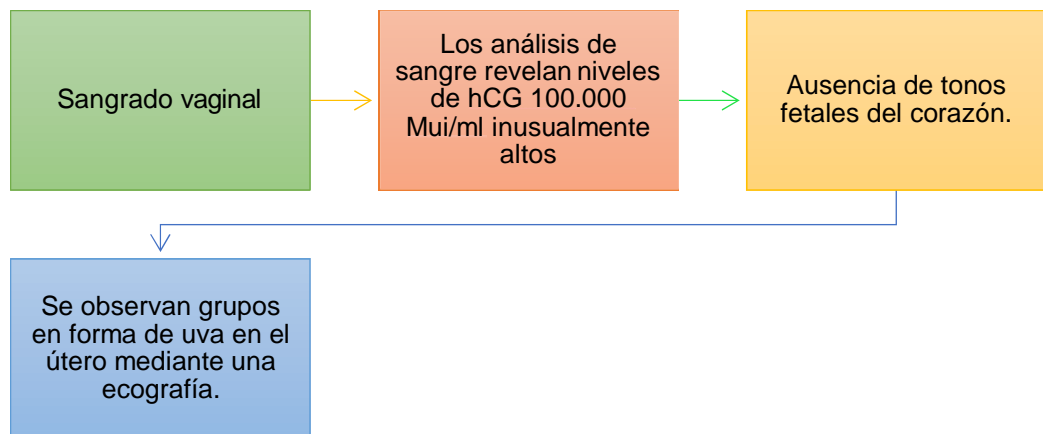 Sangrado vaginal
Los análisis de
sangre revelan niveles
de hCG 100.000
Mui/ml inusualmente
altos
Ausencia de tonos
fetales del corazón.
Se observan grupos
en forma de uva en el
útero mediante una
ecografía.